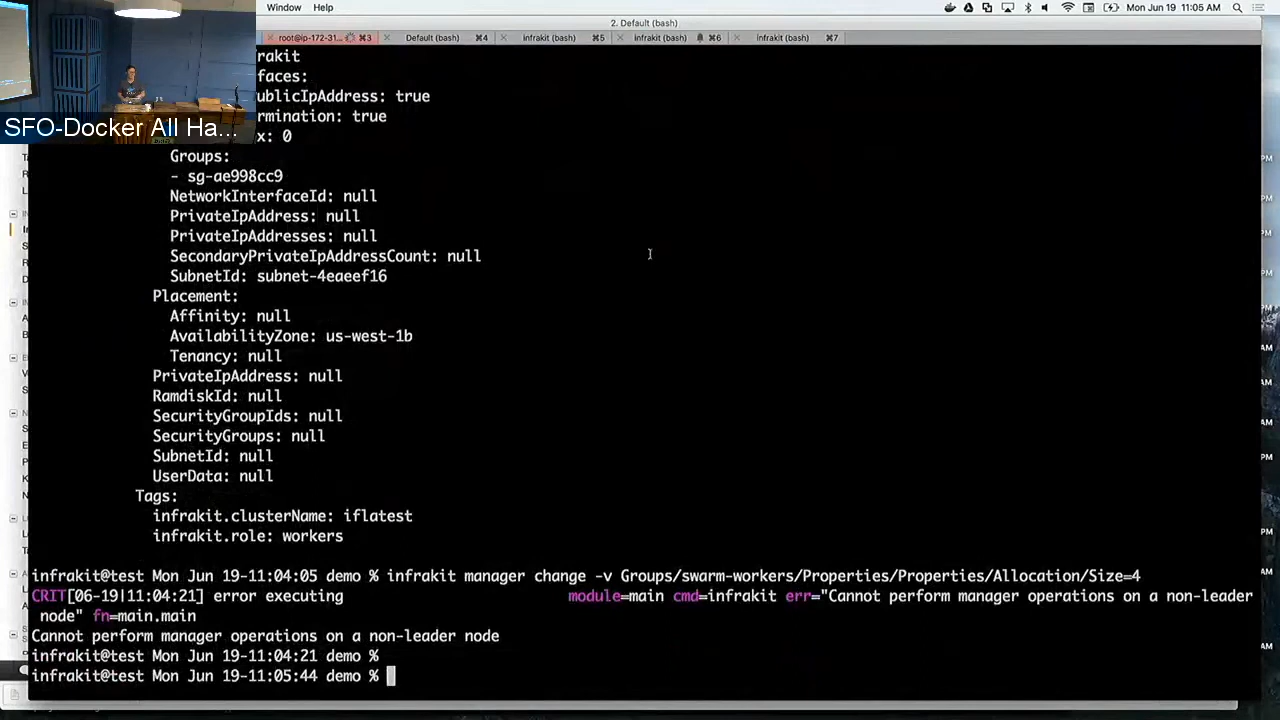 Window Help
Mon Jun 19 11:05 AM
2. Default (bash)
root@ip-172-31... ⌘3
Default (bash) ⌘4
infrakit (bash) ⌘5
infrakit (bash) ⌘6
infrakit (bash) ⌘7
SFO-Docker All Ha...
frakit
faces:
ublicIpAddress: true
rmination: true
x: 0
Groups:
- sg-ae998cc9
NetworkInterfaceId: null
PrivateIpAddress: null
PrivateIpAddresses: null
SecondaryPrivateIpAddressCount: null
SubnetId: subnet-4eaeef16
Placement:
Affinity: null
AvailabilityZone: us-west-1b
Tenancy: null
PrivateIpAddress: null
RamdiskId: null
SecurityGroupIds: null
SecurityGroups: null
SubnetId: null
UserData: null
Tags:
infrakit.clusterName: iflatest
infrakit.role: workers
infrakit@test Mon Jun 19-11:04:05 demo % infrakit manager change -v Groups/swarm-workers/Properties/Properties/Allocation/Size=4
CRIT[06-19|11:04:21] error executing module=main cmd=infrakit err="Cannot perform manager operations on a non-leader
node" fn=main.main
Cannot perform manager operations on a non-leader node
infrakit@test Mon Jun 19-11:04:21 demo %
infrakit@test Mon Jun 19-11:05:44 demo %